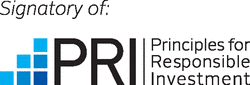 Signatory of:
PRI
Principles for
Responsible
Investment